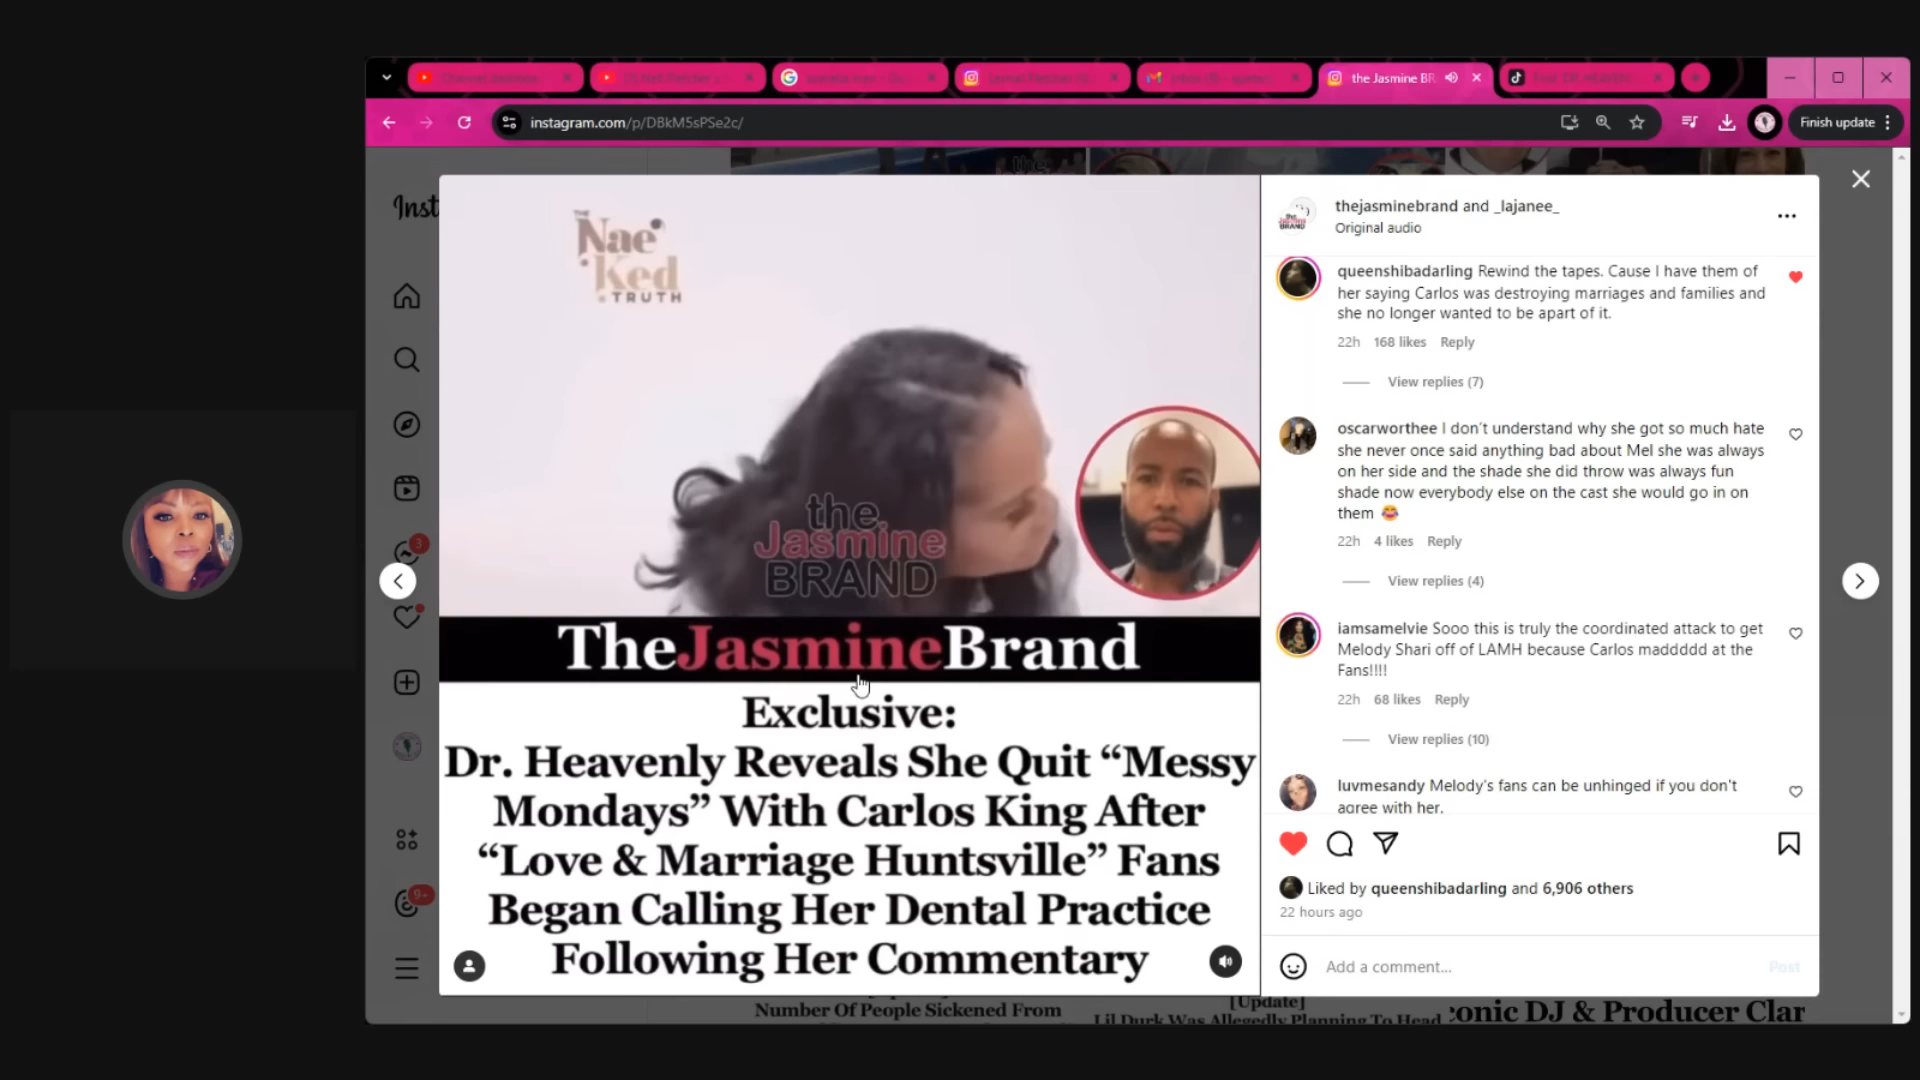 the Jasmine BR
instagram.com/p/DBkM5sPSe2c/
Finish update
Inst
THE
Nae
Ked
TRUTH
the
Jasmine
BRAND
TheJasmineBrand
Exclusive:
Dr. Heavenly Reveals She Quit “Messy
Mondays” With Carlos King After
“Love & Marriage Huntsville” Fans
Began Calling Her Dental Practice
Following Her Commentary
thejasminebrand and _lajanee_
Original audio
queenshibadarling Rewind the tapes. Cause I have them of
her saying Carlos was destroying marriages and families and
she no longer wanted to be apart of it.
22h 168 likes Reply
View replies (7)
oscarworthee I don't understand why she got so much hate
she never once said anything bad about Mel she was always
on her side and the shade she did throw was always fun
shade now everybody else on the cast she would go in on
them 😂
22h 4 likes Reply
View replies (4)
iamsamelvie Sooo this is truly the coordinated attack to get
Melody Shari off of LAMH because Carlos maddddd at the
Fans!!!!
22h 68 likes Reply
View replies (10)
luvmesandy Melody's fans can be unhinged if you don't
agree with her.
Liked by queenshibadarling and 6,906 others
22 hours ago
Add a comment...
Post
3
9+
Number Of People Sickened From
[Update]
Lil Durk Was Allegedly Planning To Head
onic DJ & Producer Clar